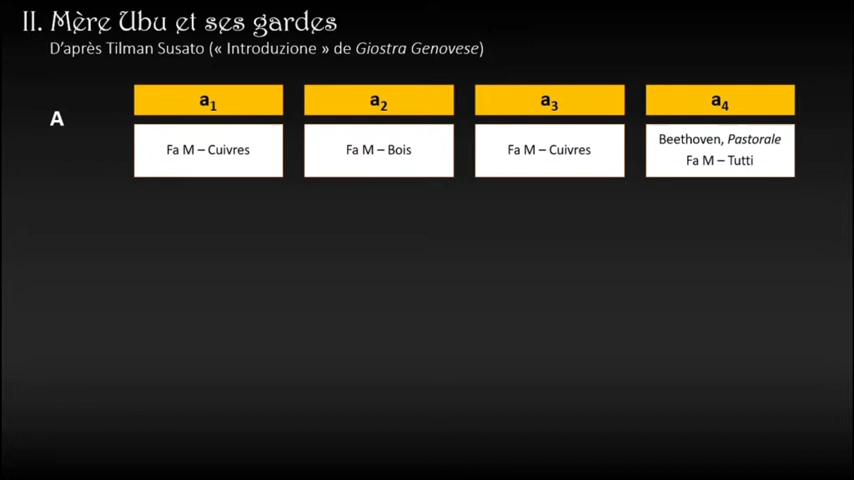 II. Mère Ubu et ses gardes
D'après Tilman Susato (« Introduzione » de Giostra Genovese)
A
a1 a2 a3 a4
Fa M – Cuivres
Fa M – Bois
Fa M – Cuivres
Beethoven, Pastorale
Fa M – Tutti